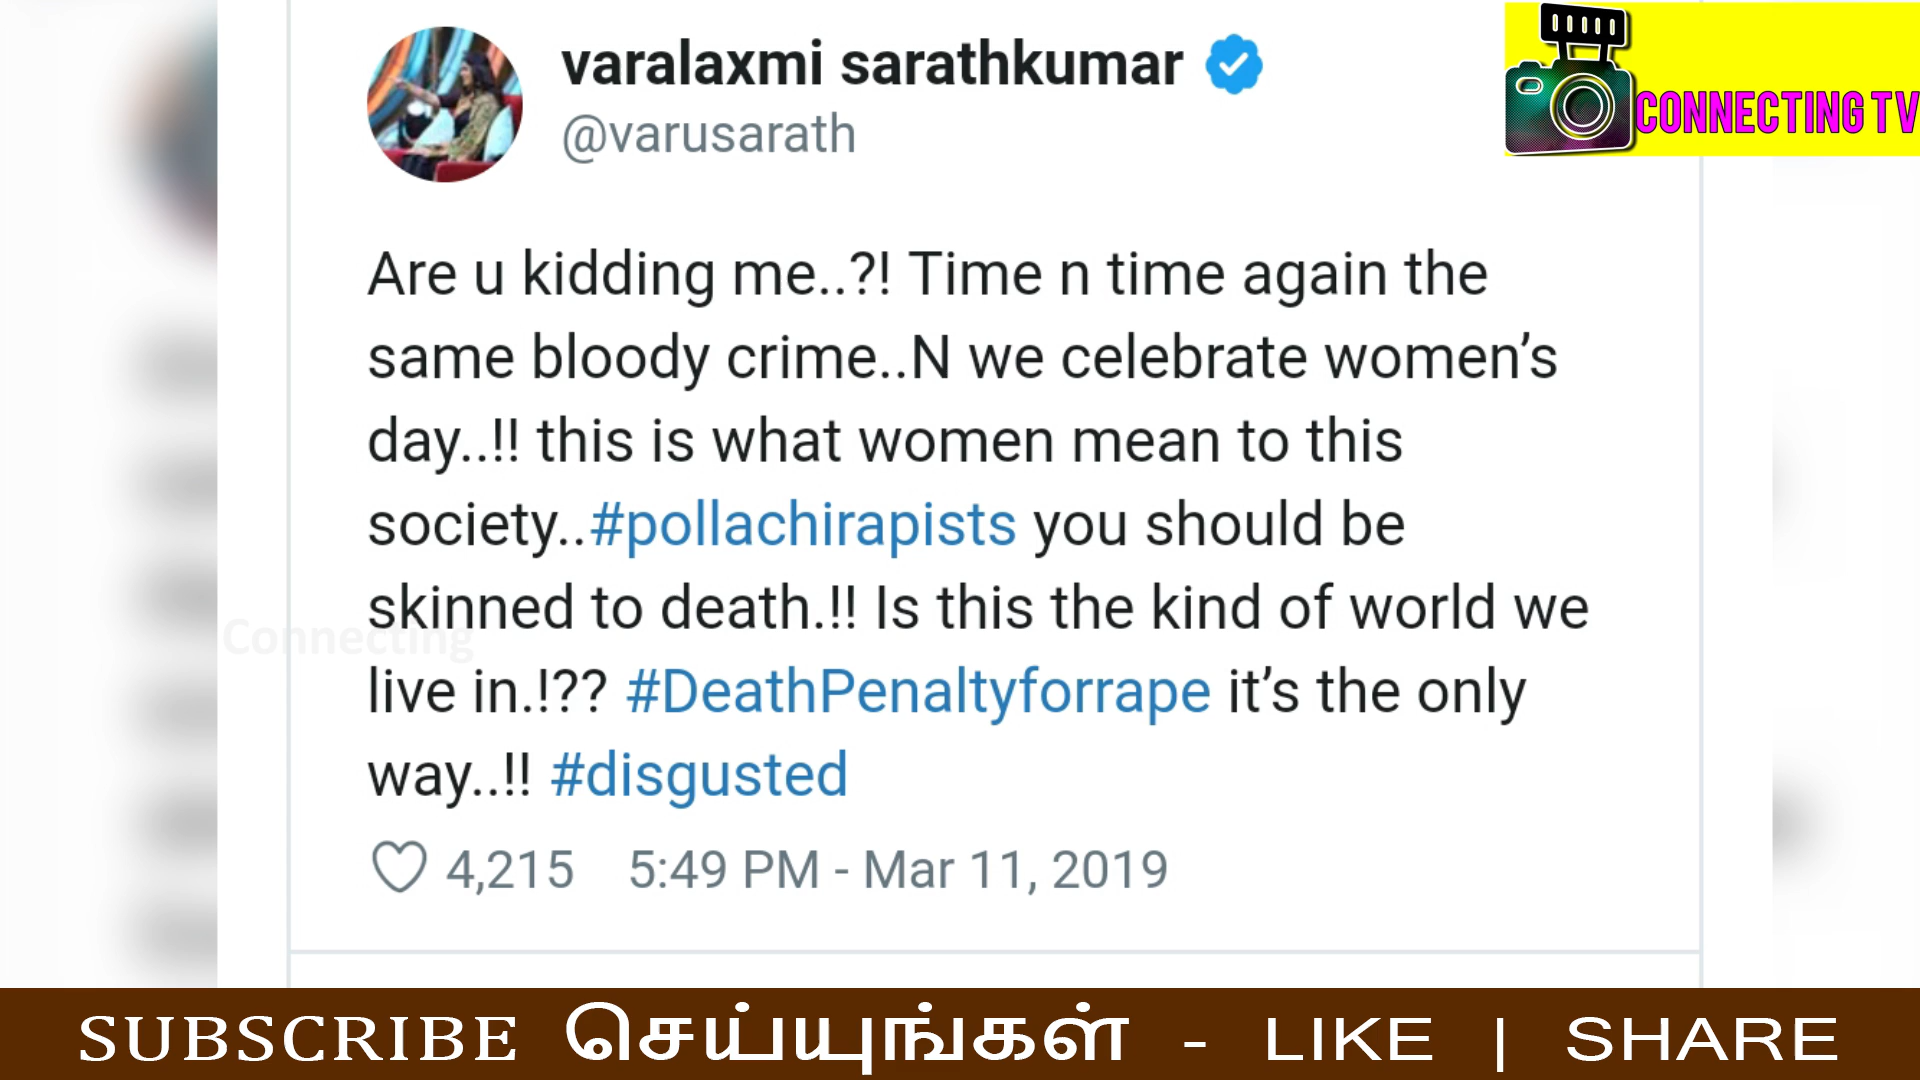 varalaxmi sarathkumar
@varusarath
CONNECTING TV
Are u kidding me..?! Time n time again the
same bloody crime..N we celebrate women’s
day..!! this is what women mean to this
society..#pollachirapists you should be
skinned to death.!! Is this the kind of world we
Connecting
live in.!?? #DeathPenaltyforrape it’s the only
way..!! #disgusted
4,215 5:49 PM - Mar 11, 2019
SUBSCRIBE செய்யுங்கள் - LIKE | SHARE